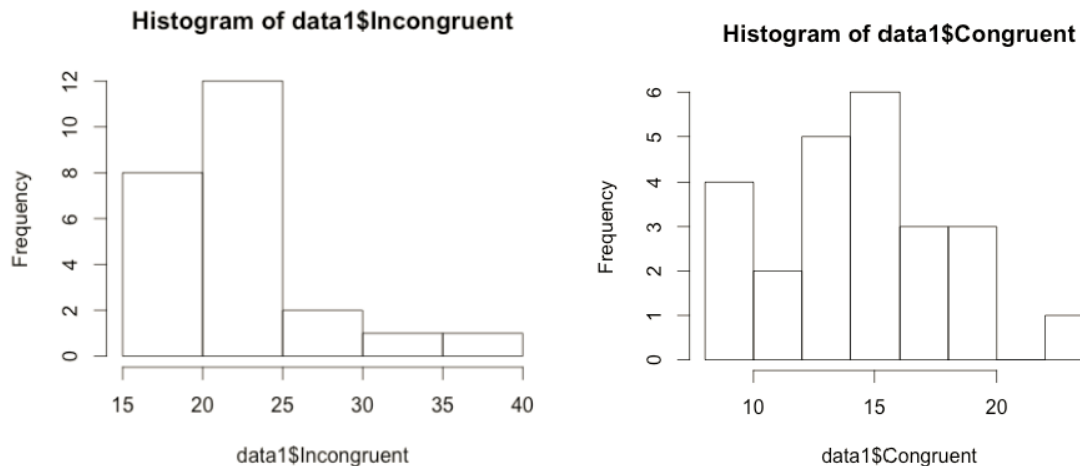 Histogram of data1$Incongruent
Frequency
12
10
8
6
4
2
0
15 20 25 30 35 40
data1$Incongruent
Histogram of data1$Congruent
Frequency
6
5
4
3
2
1
0
10 15 20
data1$Congruent